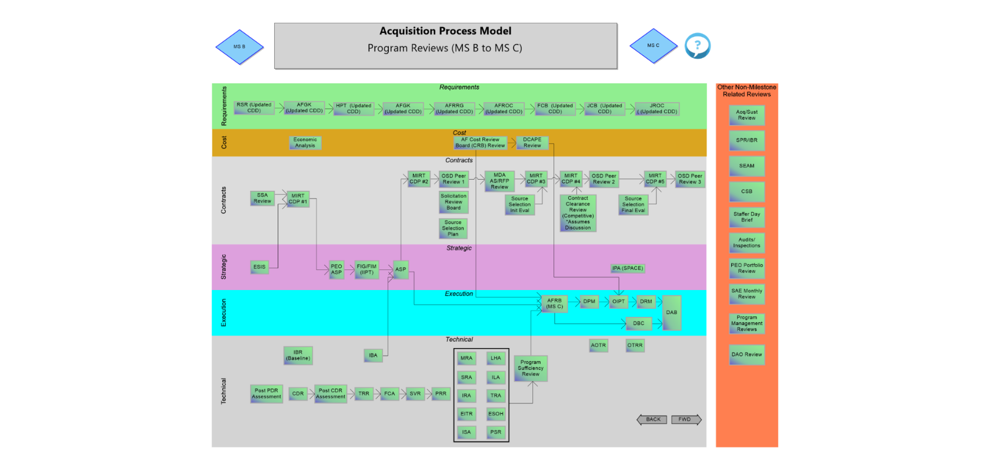 Acquisition Process Model
Program Reviews (MS B to MS C)
MS B
MS C
?
Requirements
Requirements
RSR (Updated
CDD)
AFGK
(Updated CDD)
HPT (Updated
CDD)
AFGK
(Updated CDD)
AFRRG
(Updated CDD)
AFROC
(Updated CDD)
FCB (Updated
CDD)
JCB (Updated
CDD)
JROC
( (Updated CDD)
Cost
Cost
Economic
Analysis
AF Cost Review
Board (CRB) Review
DCAPE
Review
Contracts
Contracts
SSA
Review
MIRT
CDP #1
MIRT
CDP #2
OSD Peer
Review 1
MDA
AS/RFP
Review
MIRT
CDP #3
MIRT
CDP #4
OSD Peer
Review 2
MIRT
CDP #5
OSD Peer
Review 3
Solicitation
Review
Board
Source
Selection
Plan
Source
Selection
Init Eval
Contract
Clearance
Review
(Competitive)
*Assumes
Discussion
Source
Selection
Final Eval
Strategic
Strategic
ESIS
PEO
ASP
FIG/FIM
(IIPT)
ASP
IPA (SPACE)
Execution
Execution
AFRB
(MS C)
DPM
OIPT
DRM
DAB
DBC
Technical
Technical
IBR
(Baseline)
IBA
AOTR
OTRR
Post PDR
Assessment
CDR
Post CDR
Assessment
TRR
FCA
SVR
PRR
MRA
LHA
SRA
ILA
IRA
TRA
EITR
ESOH
ISA
PSR
Program
Sufficiency
Review
BACK
FWD
Other Non-Milestone
Related Reviews
Acq/Sust
Review
SPR/IBR
SEAM
CSB
Staffer Day
Brief
Audits/
Inspections
PEO Portfolio
Review
SAE Monthly
Review
Program
Management
Reviews
DAO Review